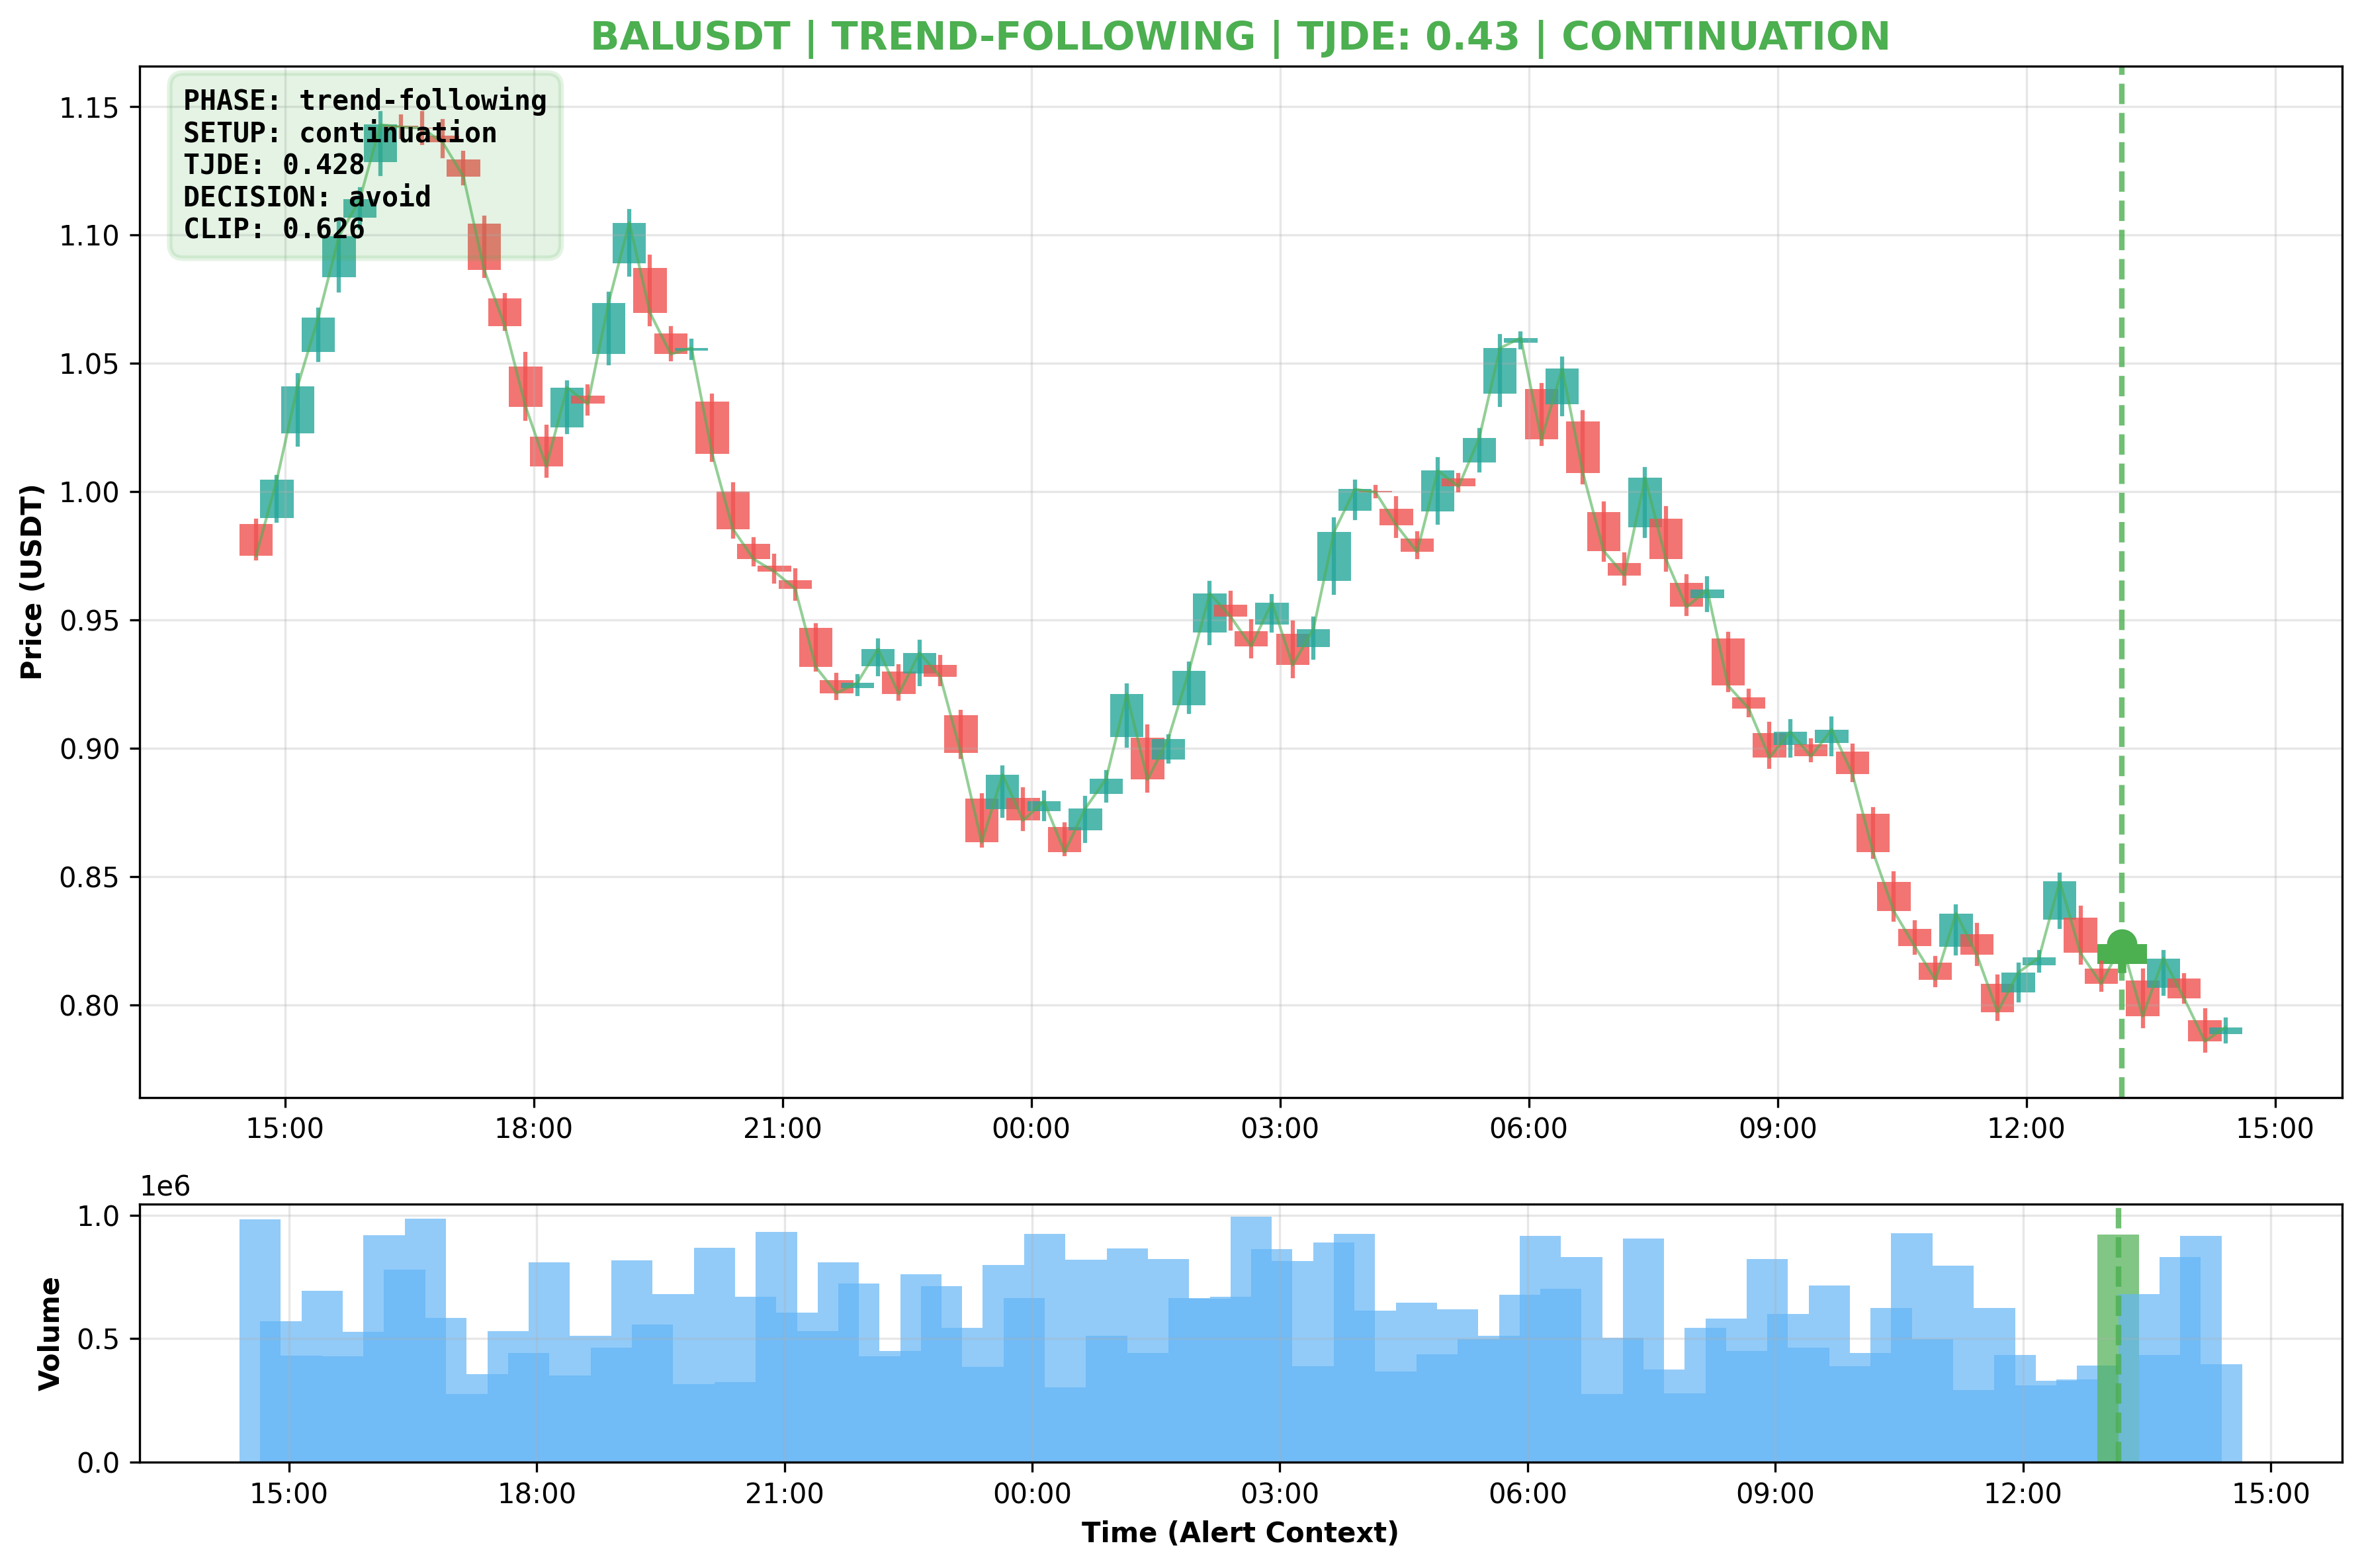 BALUSDT | TREND-FOLLOWING | TJDE: 0.43 | CONTINUATION
PHASE: trend-following
SETUP: continuation
TJDE: 0.428
DECISION: avoid
CLIP: 0.626
Price (USDT)
1.15
1.10
1.05
1.00
0.95
0.90
0.85
0.80
15:00 18:00 21:00 00:00 03:00 06:00 09:00 12:00 15:00
1e6
Volume
1.0
0.5
0.0
15:00 18:00 21:00 00:00 03:00 06:00 09:00 12:00 15:00
Time (Alert Context)